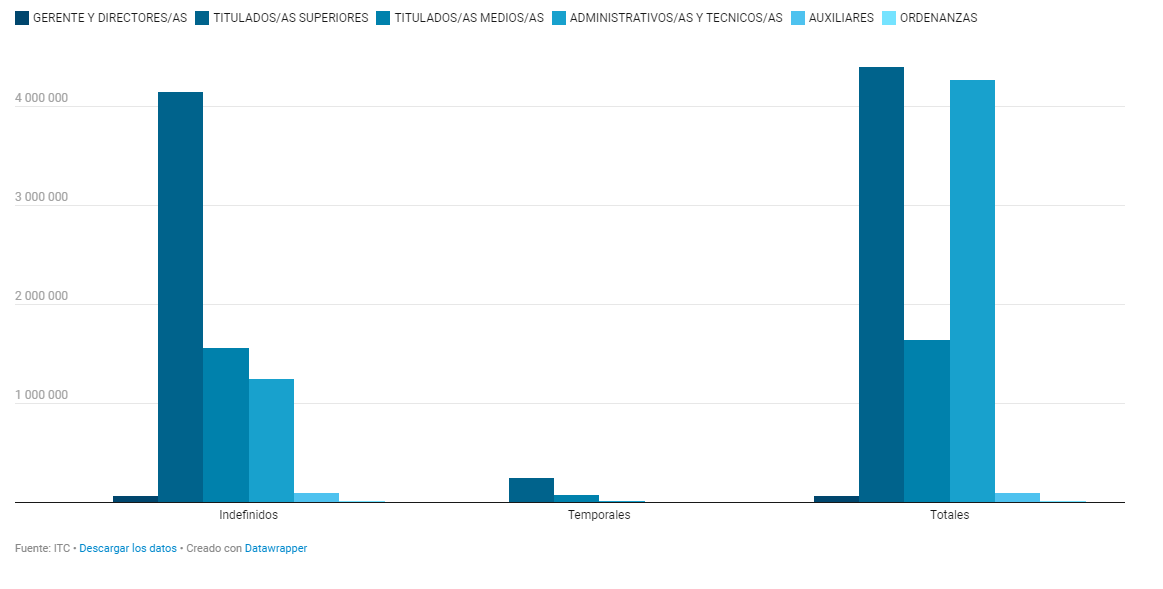 GERENTE Y DIRECTORES/AS TITULADOS/AS SUPERIORES TITULADOS/AS MEDIOS/AS ADMINISTRATIVOS/AS Y TECNICOS/AS AUXILIARES ORDENANZAS
4 000 000
3 000 000
2 000 000
1 000 000
Indefinidos Temporales Totales
Fuente: ITC • Descargar los datos • Creado con Datawrapper